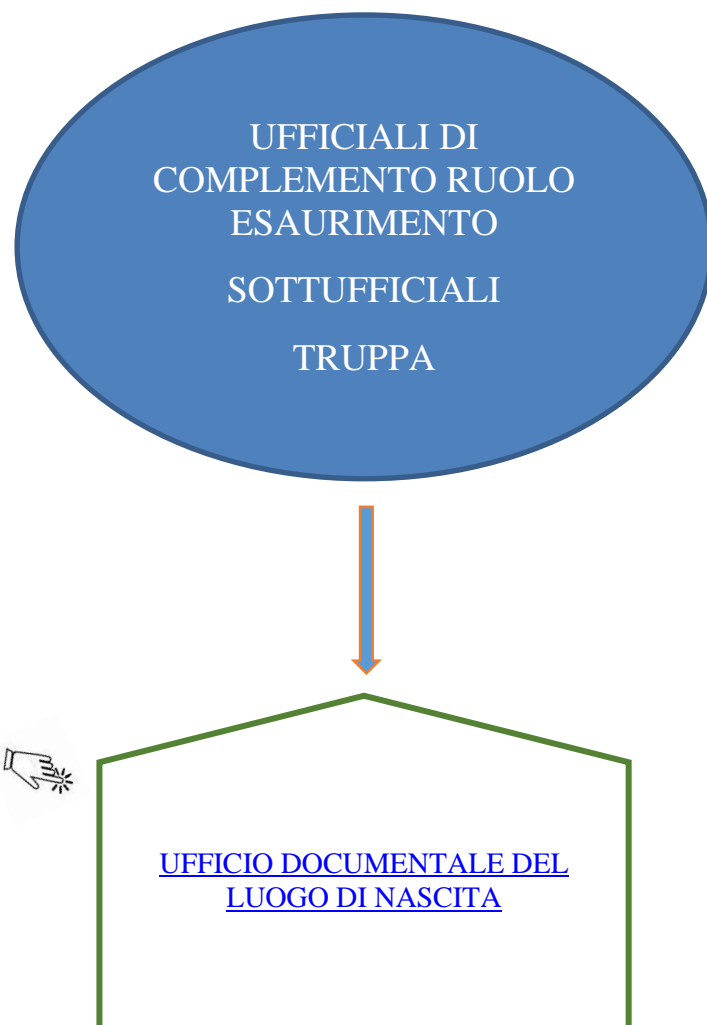 UFFICIALI DI
COMPLEMENTO RUOLO
ESAURIMENTO
SOTTUFFICIALI
TRUPPA
UFFICIO DOCUMENTALE DEL
LUOGO DI NASCITA